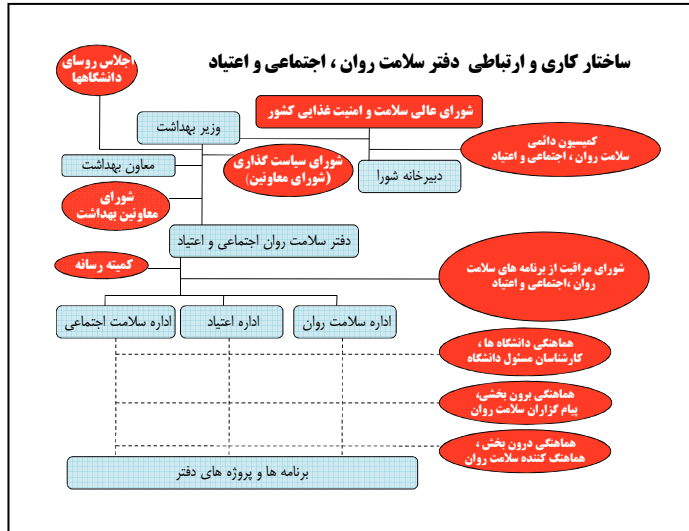 ساختار کاری و ارتباطی دفتر سلامت روان ، اجتماعی و اعتیاد
اجلاس روسای
دانشگاهها
شورای عالی سلامت و امنیت غذایی کشور
وزیر بهداشت
کمیسیون دائمی
سلامت روان ، اجتماعی و اعتیاد
شورای سیاست گذاری
(شورای معاونین)
معاون بهداشت
دبیرخانه شورا
شورای
معاونین بهداشت
دفتر سلامت روان اجتماعی و اعتیاد
کمیته رسانه
شورای مراقبت از برنامه های سلامت
روان ،اجتماعی و اعتیاد
اداره سلامت روان
اداره اعتیاد
اداره سلامت اجتماعی
هماهنگی دانشگاه ها ،
کارشناسان مسئول دانشگاه
هماهنگی برون بخشی،
پیام گزاران سلامت روان
هماهنگی درون بخش ،
هماهنگ کننده سلامت روان
برنامه ها و پروژه های دفتر